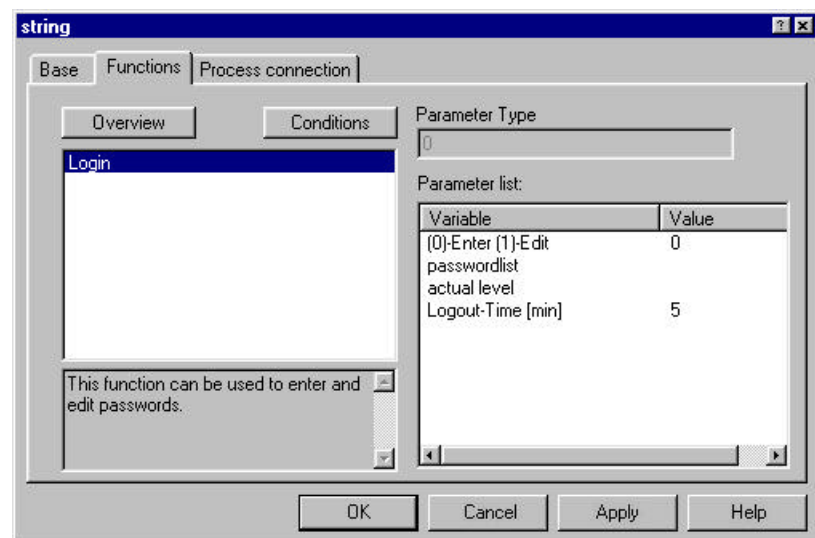 string
Base Functions Process connection
Overview Conditions
Login
This function can be used to enter and
edit passwords.
Parameter Type
0
Parameter list:
Variable Value
(0)-Enter (1)-Edit 0
passwordlist
actual level
Logout-Time [min] 5
OK Cancel Apply Help